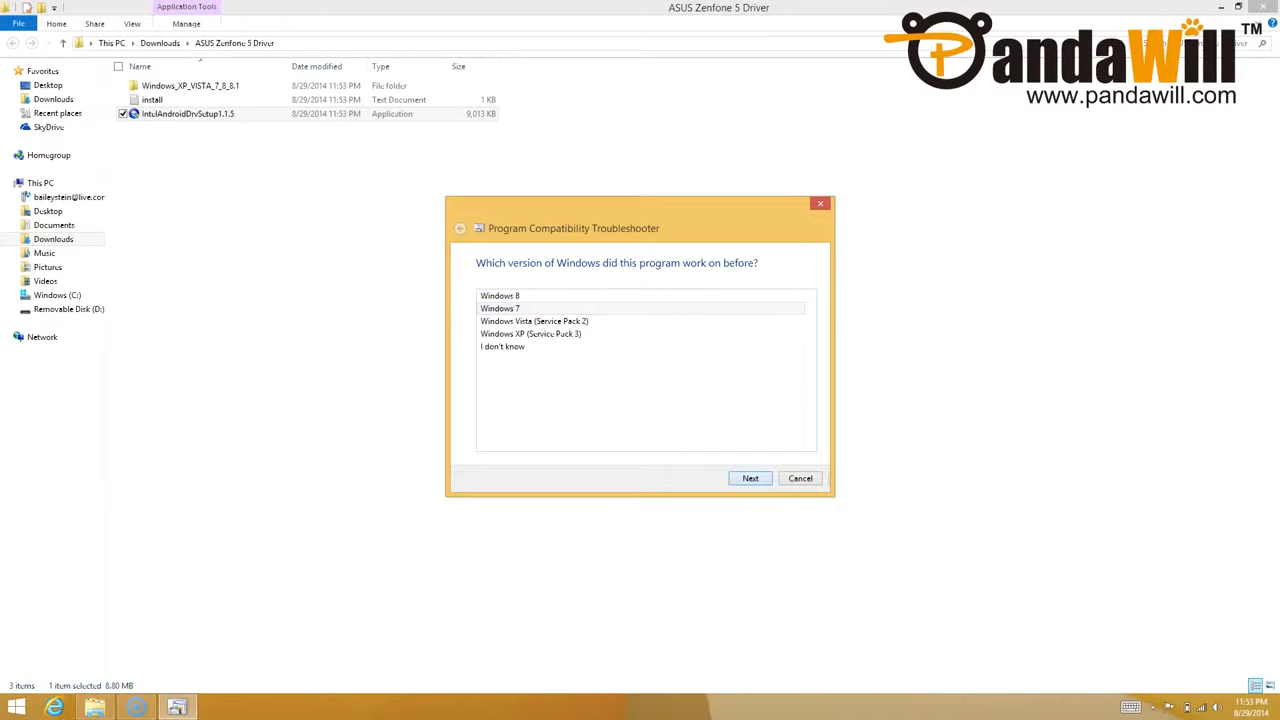 Application Tools
ASUS Zenfone 5 Driver
File Home Share View Manage
This PC Downloads ASUS Zenfone 5 Driver
PandaWill™
www.pandawill.com
Favorites
Desktop
Downloads
Recent places
SkyDrive
Homegroup
This PC
baileystein@live.cor
Desktop
Documents
Downloads
Music
Pictures
Videos
Windows (C:)
Removable Disk (D:)
Network
Name Date modified Type Size
Windows_XP_VISTA_7_8_8.1 8/29/2014 11:53 PM File folder
install 8/29/2014 11:53 PM Text Document 1 KB
IntelAndroidDrvSetup1.1.5 8/29/2014 11:53 PM Application 9,013 KB
Program Compatibility Troubleshooter
Which version of Windows did this program work on before?
Windows 8
Windows 7
Windows Vista (Service Pack 2)
Windows XP (Service Pack 3)
I don't know
Next Cancel
3 items 1 item selected 8.80 MB
11:53 PM
8/29/2014